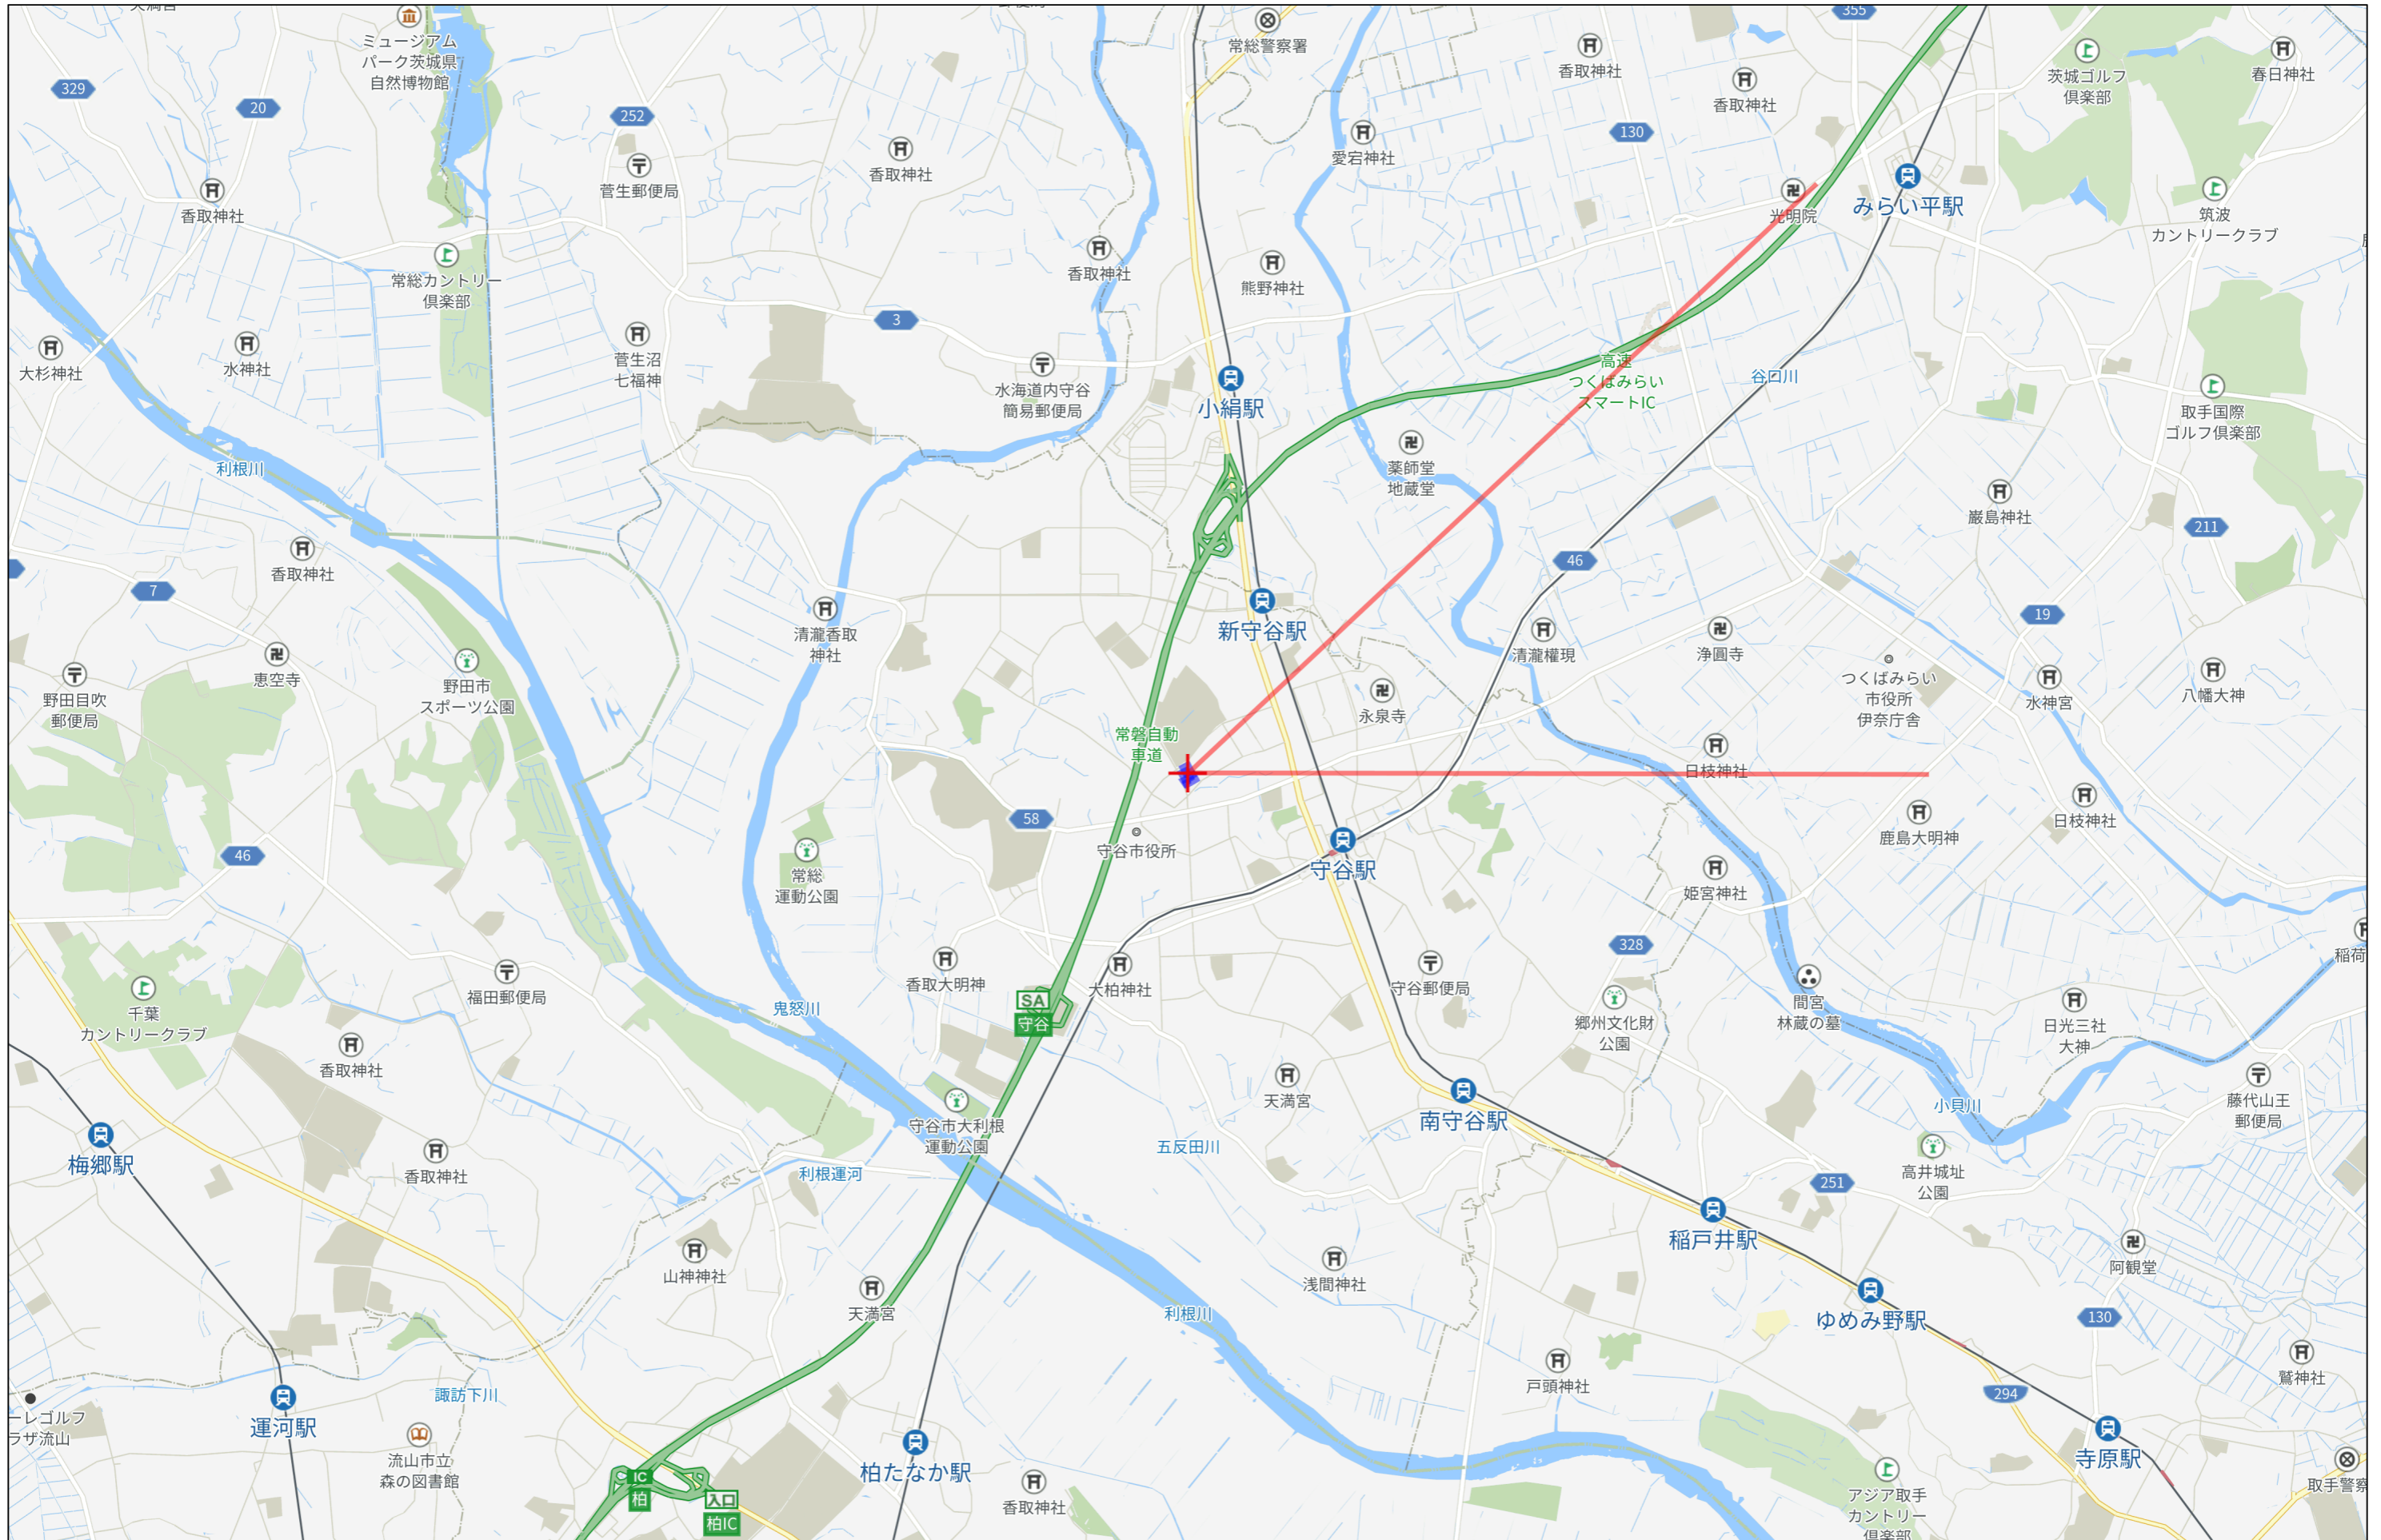 常総警察署
355
ミュージアム
パーク茨城県
自然博物館
香取神社
香取神社
茨城ゴルフ
倶楽部
春日神社
329
20
252
130
愛宕神社
菅生郵便局
香取神社
香取神社
光明院
みらい平駅
筑波
カントリークラブ
常総カントリー
倶楽部
香取神社
熊野神社
3
大杉神社
水神社
菅生沼
七福神
水海道内守谷
簡易郵便局
小絹駅
高速
つくばみらい
スマートIC
谷口川
取手国際
ゴルフ倶楽部
利根川
薬師堂
地蔵堂
巌島神社
211
香取神社
46
7
19
清瀧香取
神社
新守谷駅
清瀧權現
浄圓寺
つくばみらい
市役所
伊奈庁舎
水神宮
八幡大神
野田目吹
郵便局
恵空寺
野田市
スポーツ公園
永泉寺
常磐自動
車道
日枝神社
日枝神社
鹿島大明神
58
守谷市役所
守谷駅
46
常総
運動公園
姫宮神社
328
稲荷
千葉
カントリークラブ
福田郵便局
香取大明神
大柏神社
守谷郵便局
SA
守谷
鬼怒川
郷州文化財
公園
間宮
林蔵の墓
日光三社
大神
香取神社
天満宮
南守谷駅
小貝川
藤代山王
郵便局
梅郷駅
守谷市大利根
運動公園
五反田川
利根運河
香取神社
251
高井城址
公園
稲戸井駅
山神神社
浅間神社
阿観堂
天満宮
利根川
ゆめみ野駅
130
戸頭神社
鷲神社
294
諏訪下川
ーレゴルフ
ラザ流山
運河駅
流山市立
森の図書館
柏たなか駅
寺原駅
IC
柏
入口
柏IC
香取神社
アジア取手
カントリー
倶楽部
取手警察